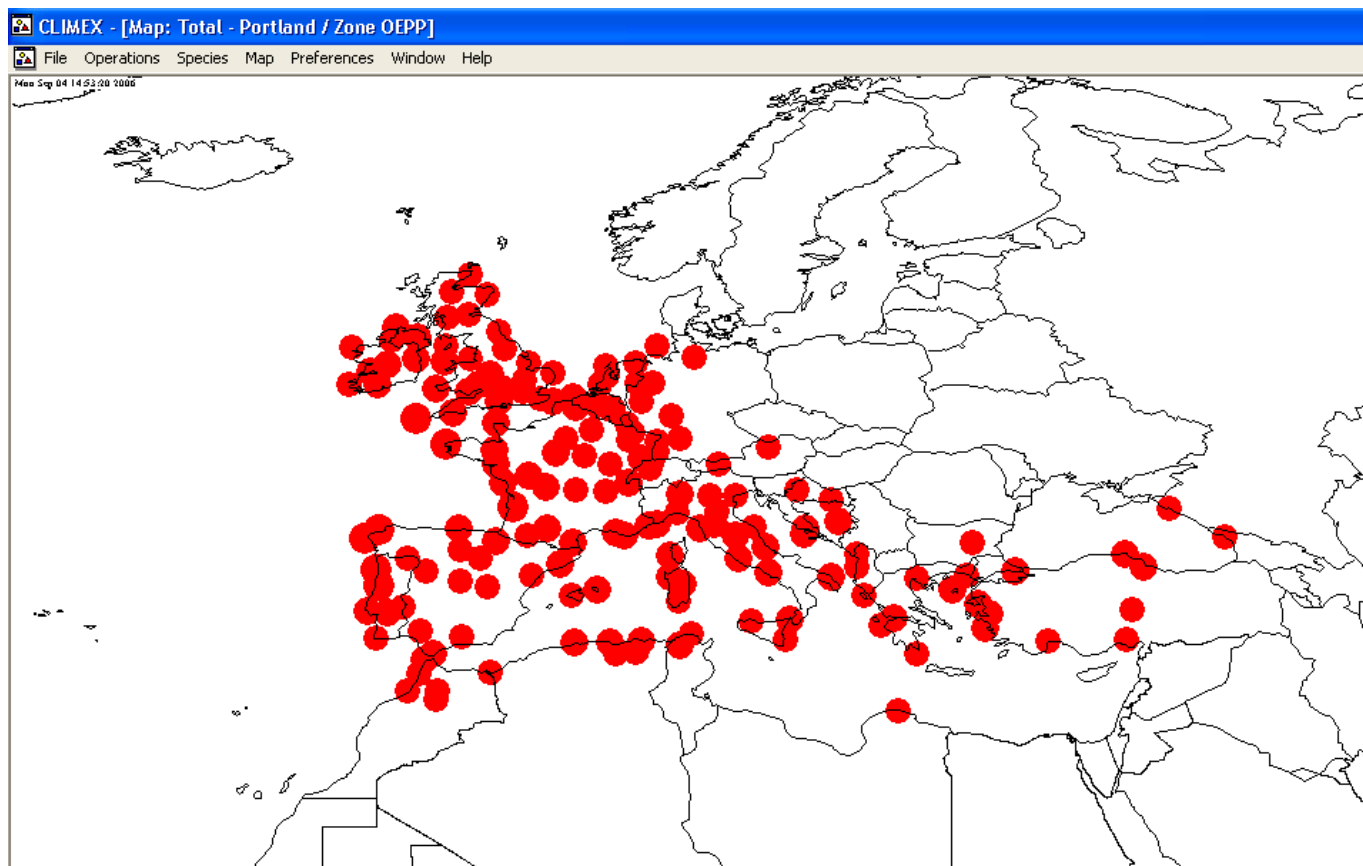 CLIMEX - [Map: Total - Portland / Zone OEPP]
File Operations Species Map Preferences Window Help
Mon Sep 04 14:53:20 2006